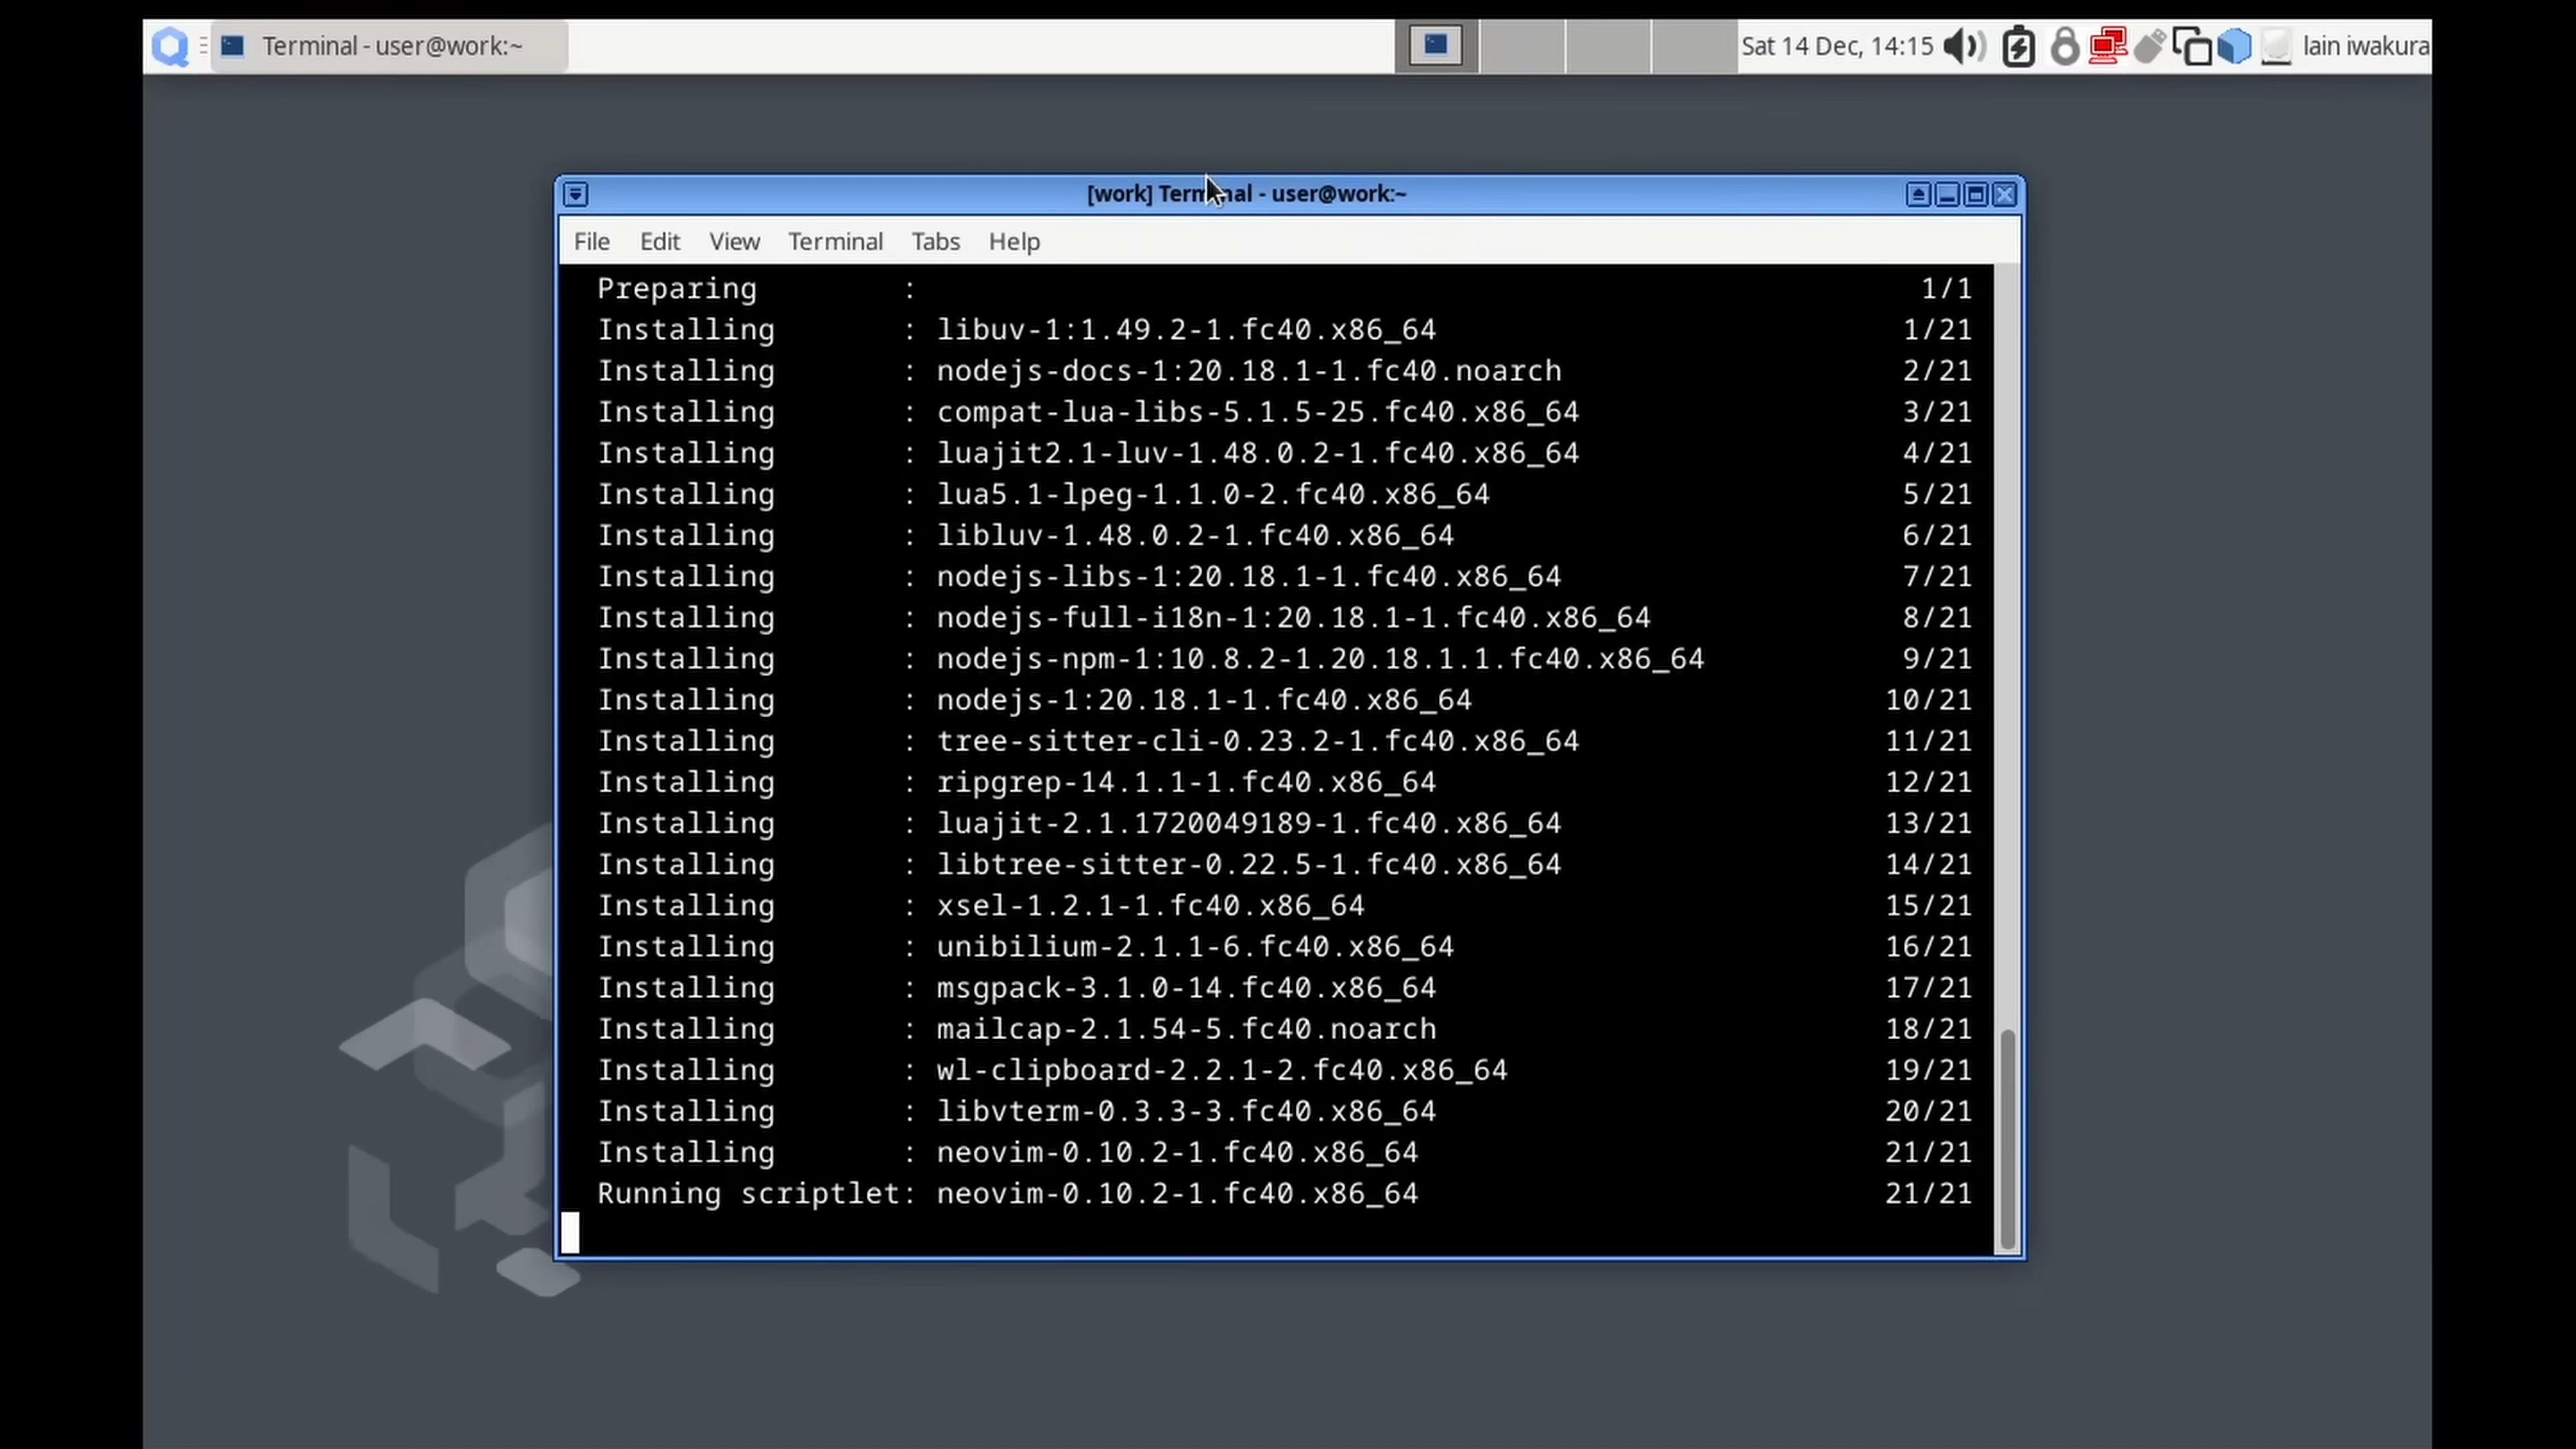 Terminal - user@work:~
Sat 14 Dec, 14:15
lain iwakura
[work] Terminal - user@work:~
File Edit View Terminal Tabs Help
Preparing : 1/1
Installing : libuv-1:1.49.2-1.fc40.x86_64 1/21
Installing : nodejs-docs-1:20.18.1-1.fc40.noarch 2/21
Installing : compat-lua-libs-5.1.5-25.fc40.x86_64 3/21
Installing : luajit2.1-luv-1.48.0.2-1.fc40.x86_64 4/21
Installing : lua5.1-lpeg-1.1.0-2.fc40.x86_64 5/21
Installing : libluv-1.48.0.2-1.fc40.x86_64 6/21
Installing : nodejs-libs-1:20.18.1-1.fc40.x86_64 7/21
Installing : nodejs-full-i18n-1:20.18.1-1.fc40.x86_64 8/21
Installing : nodejs-npm-1:10.8.2-1.20.18.1.1.fc40.x86_64 9/21
Installing : nodejs-1:20.18.1-1.fc40.x86_64 10/21
Installing : tree-sitter-cli-0.23.2-1.fc40.x86_64 11/21
Installing : ripgrep-14.1.1-1.fc40.x86_64 12/21
Installing : luajit-2.1.1720049189-1.fc40.x86_64 13/21
Installing : libtree-sitter-0.22.5-1.fc40.x86_64 14/21
Installing : xsel-1.2.1-1.fc40.x86_64 15/21
Installing : unibilium-2.1.1-6.fc40.x86_64 16/21
Installing : msgpack-3.1.0-14.fc40.x86_64 17/21
Installing : mailcap-2.1.54-5.fc40.noarch 18/21
Installing : wl-clipboard-2.2.1-2.fc40.x86_64 19/21
Installing : libvterm-0.3.3-3.fc40.x86_64 20/21
Installing : neovim-0.10.2-1.fc40.x86_64 21/21
Running scriptlet: neovim-0.10.2-1.fc40.x86_64 21/21